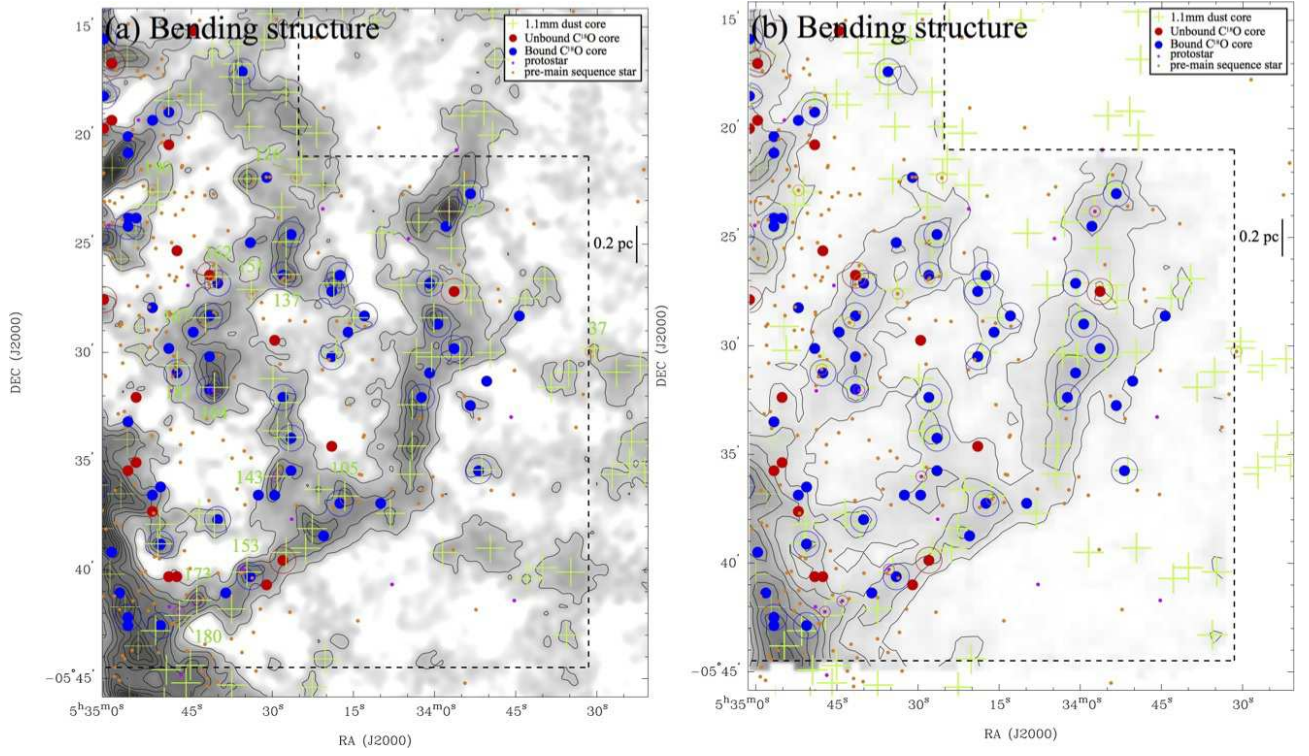 (a) Bending structure
1.1mm dust core
Unbound C¹⁸O core
Bound C¹⁸O core
protostar
pre-main sequence star
15′
20′
25′
30′
35′
40′
−05°45′
DEC (J2000)
0.2 pc
137
37
143
105
153
173
180
5ʰ35ᵐ00ˢ
45ˢ
30ˢ
15ˢ
34ᵐ00ˢ
45ˢ
30ˢ
RA (J2000)
(b) Bending structure
1.1mm dust core
Unbound C¹⁸O core
Bound C¹⁸O core
protostar
pre-main sequence star
15′
20′
25′
30′
35′
40′
−05°45′
DEC (J2000)
0.2 pc
5ʰ35ᵐ00ˢ
45ˢ
30ˢ
15ˢ
34ᵐ00ˢ
45ˢ
30ˢ
RA (J2000)